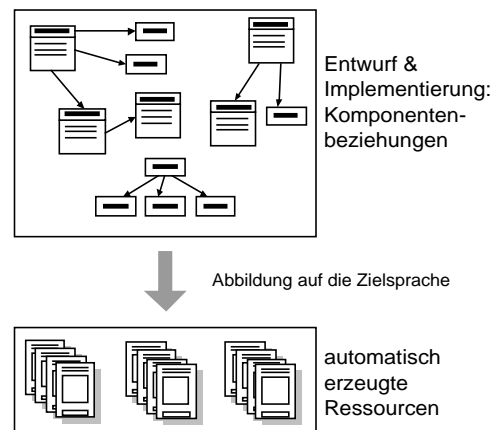 Entwurf &
Implementierung:
Komponenten-
beziehungen
Abbildung auf die Zielsprache
automatisch
erzeugte
Ressourcen